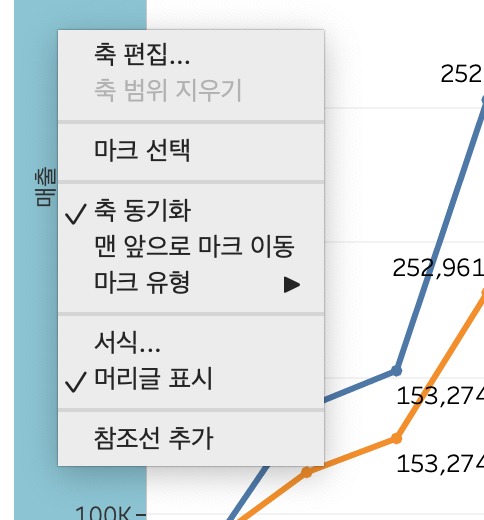 축 편집...
축 범위 지우기
마크 선택
축 동기화
맨 앞으로 마크 이동
마크 유형
서식...
머리글 표시
참조선 추가
매출
252,
252,961
153,274
153,274
100K